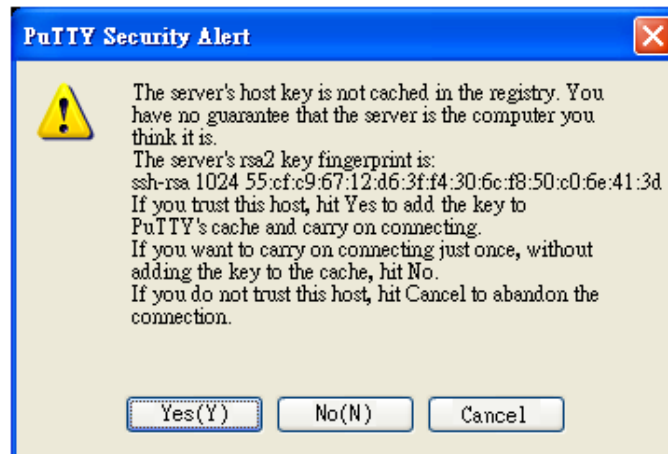 PuTTY Security Alert
The server's host key is not cached in the registry. You
have no guarantee that the server is the computer you
think it is.
The server's rsa2 key fingerprint is:
ssh-rsa 1024 55:cf:c9:67:12:d6:3f:f4:30:6c:f8:50:c0:6e:41:3d
If you trust this host, hit Yes to add the key to
PuTTY's cache and carry on connecting.
If you want to carry on connecting just once, without
adding the key to the cache, hit No.
If you do not trust this host, hit Cancel to abandon the
connection.
Yes(Y) No(N) Cancel